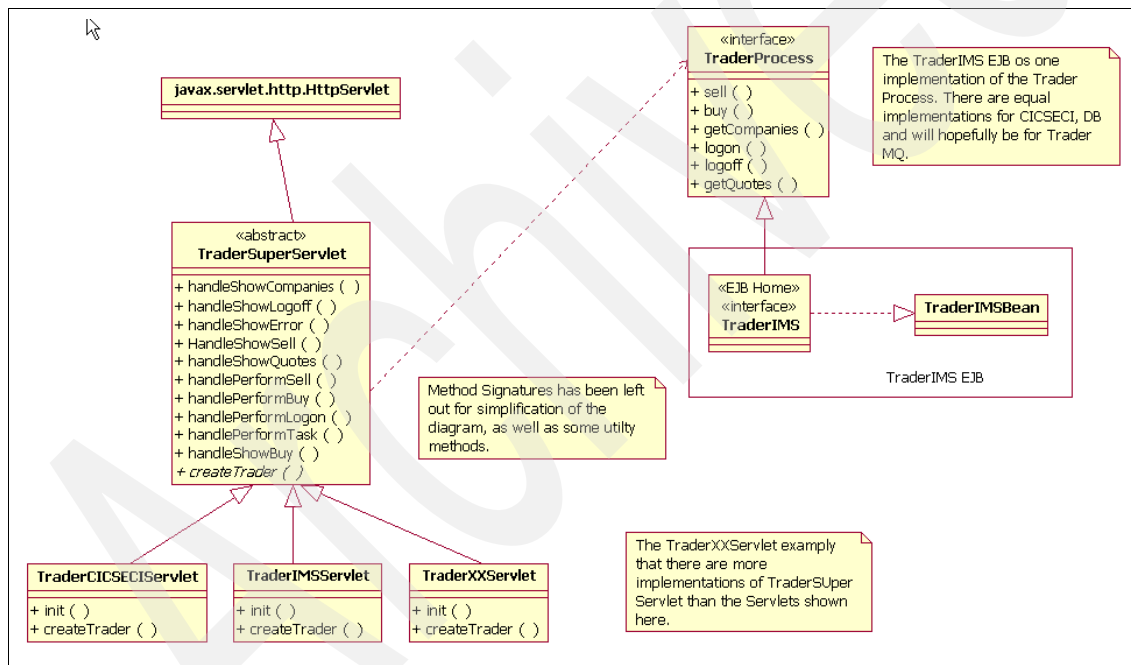 javax.servlet.http.HttpServlet
«abstract»
TraderSuperServlet
+ handleShowCompanies ( )
+ handleShowLogoff ( )
+ handleShowError ( )
+ HandleShowSell ( )
+ handleShowQuotes ( )
+ handlePerformSell ( )
+ handlePerformBuy ( )
+ handlePerformLogon ( )
+ handlePerformTask ( )
+ handleShowBuy ( )
+ createTrader ( )
TraderCICSECIServlet
+ init ( )
+ createTrader ( )
TraderIMSServlet
+ init ( )
+ createTrader ( )
TraderXXServlet
+ init ( )
+ createTrader ( )
«interface»
TraderProcess
+ sell ( )
+ buy ( )
+ getCompanies ( )
+ logon ( )
+ logoff ( )
+ getQuotes ( )
The TraderIMS EJB os one
implementation of the Trader
Process. There are equal
implementations for CICSECI, DB
and will hopefully be for Trader
MQ.
«EJB Home»
«interface»
TraderIMS
TraderIMSBean
TraderIMS EJB
Method Signatures has been left
out for simplification of the
diagram, as well as some utilty
methods.
The TraderXXServlet examply
that there are more
implementations of TraderSUper
Servlet than the Servlets shown
here.
Archive